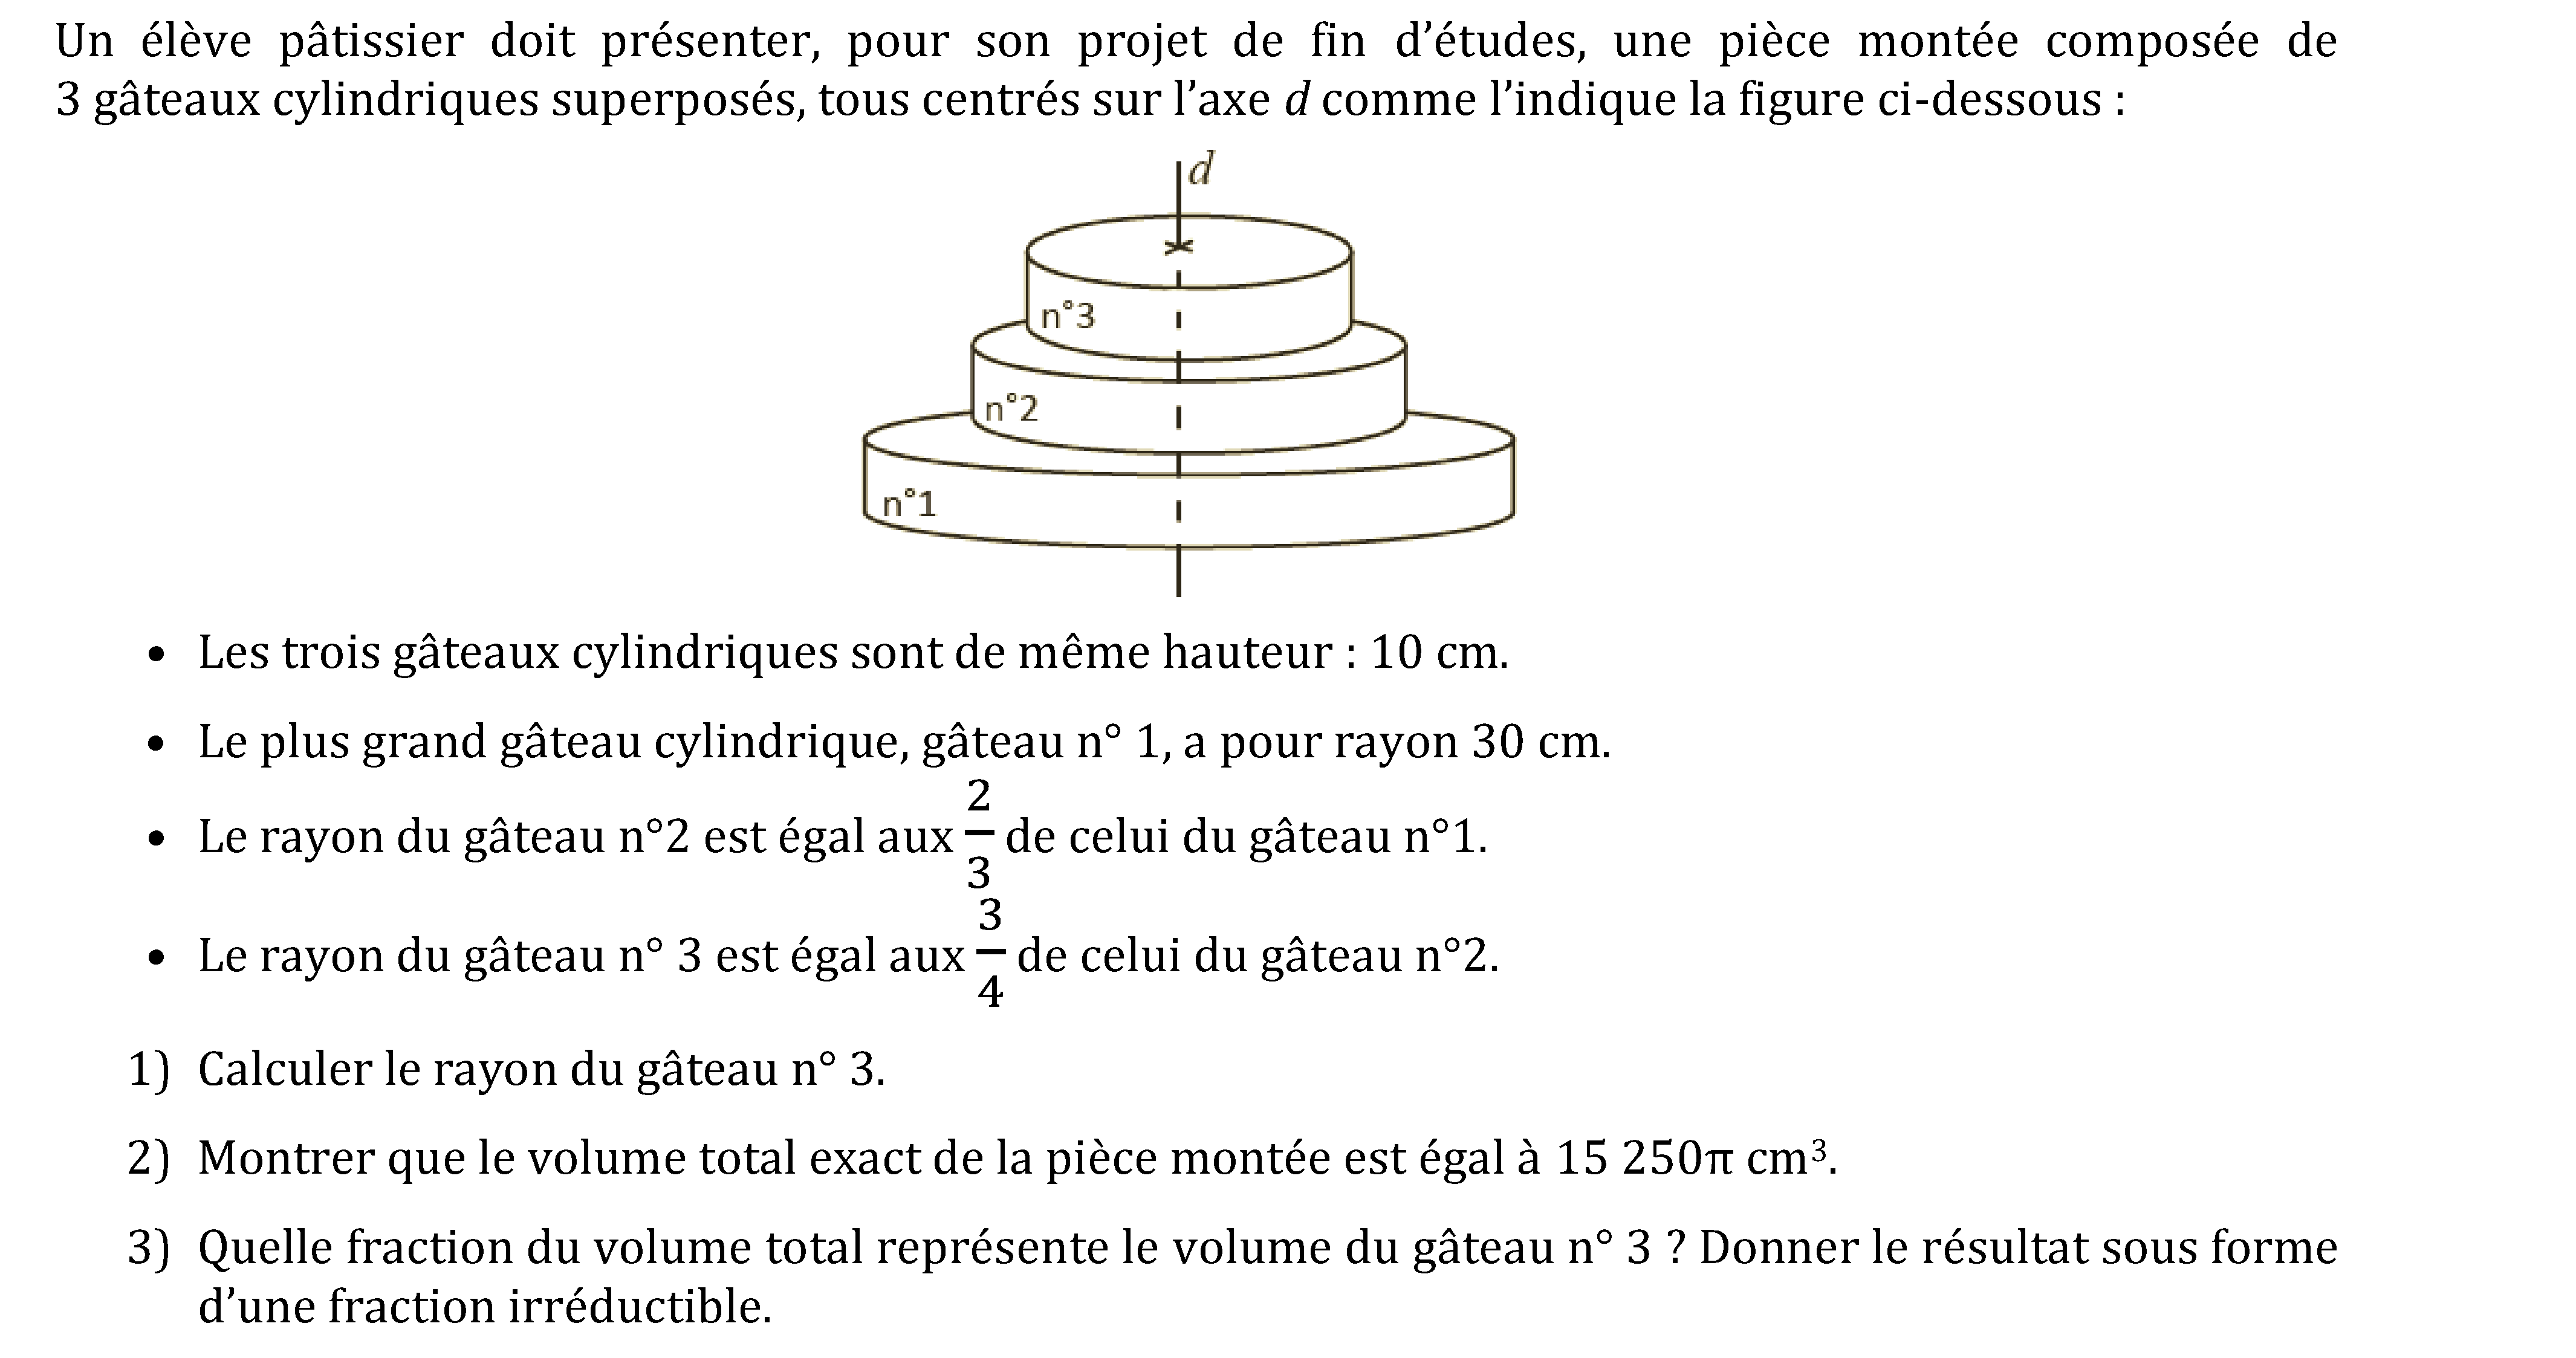 Un élève pâtissier doit présenter, pour son projet de fin d’études, une pièce montée composée de
3 gâteaux cylindriques superposés, tous centrés sur l’axe d comme l’indique la figure ci-dessous :
d
n°3
n°2
n°1
• Les trois gâteaux cylindriques sont de même hauteur : 10 cm.
• Le plus grand gâteau cylindrique, gâteau n° 1, a pour rayon 30 cm.
• Le rayon du gâteau n°2 est égal aux 2/3 de celui du gâteau n°1.
• Le rayon du gâteau n° 3 est égal aux 3/4 de celui du gâteau n°2.
1) Calculer le rayon du gâteau n° 3.
2) Montrer que le volume total exact de la pièce montée est égal à 15 250π cm³.
3) Quelle fraction du volume total représente le volume du gâteau n° 3 ? Donner le résultat sous forme
d’une fraction irréductible.